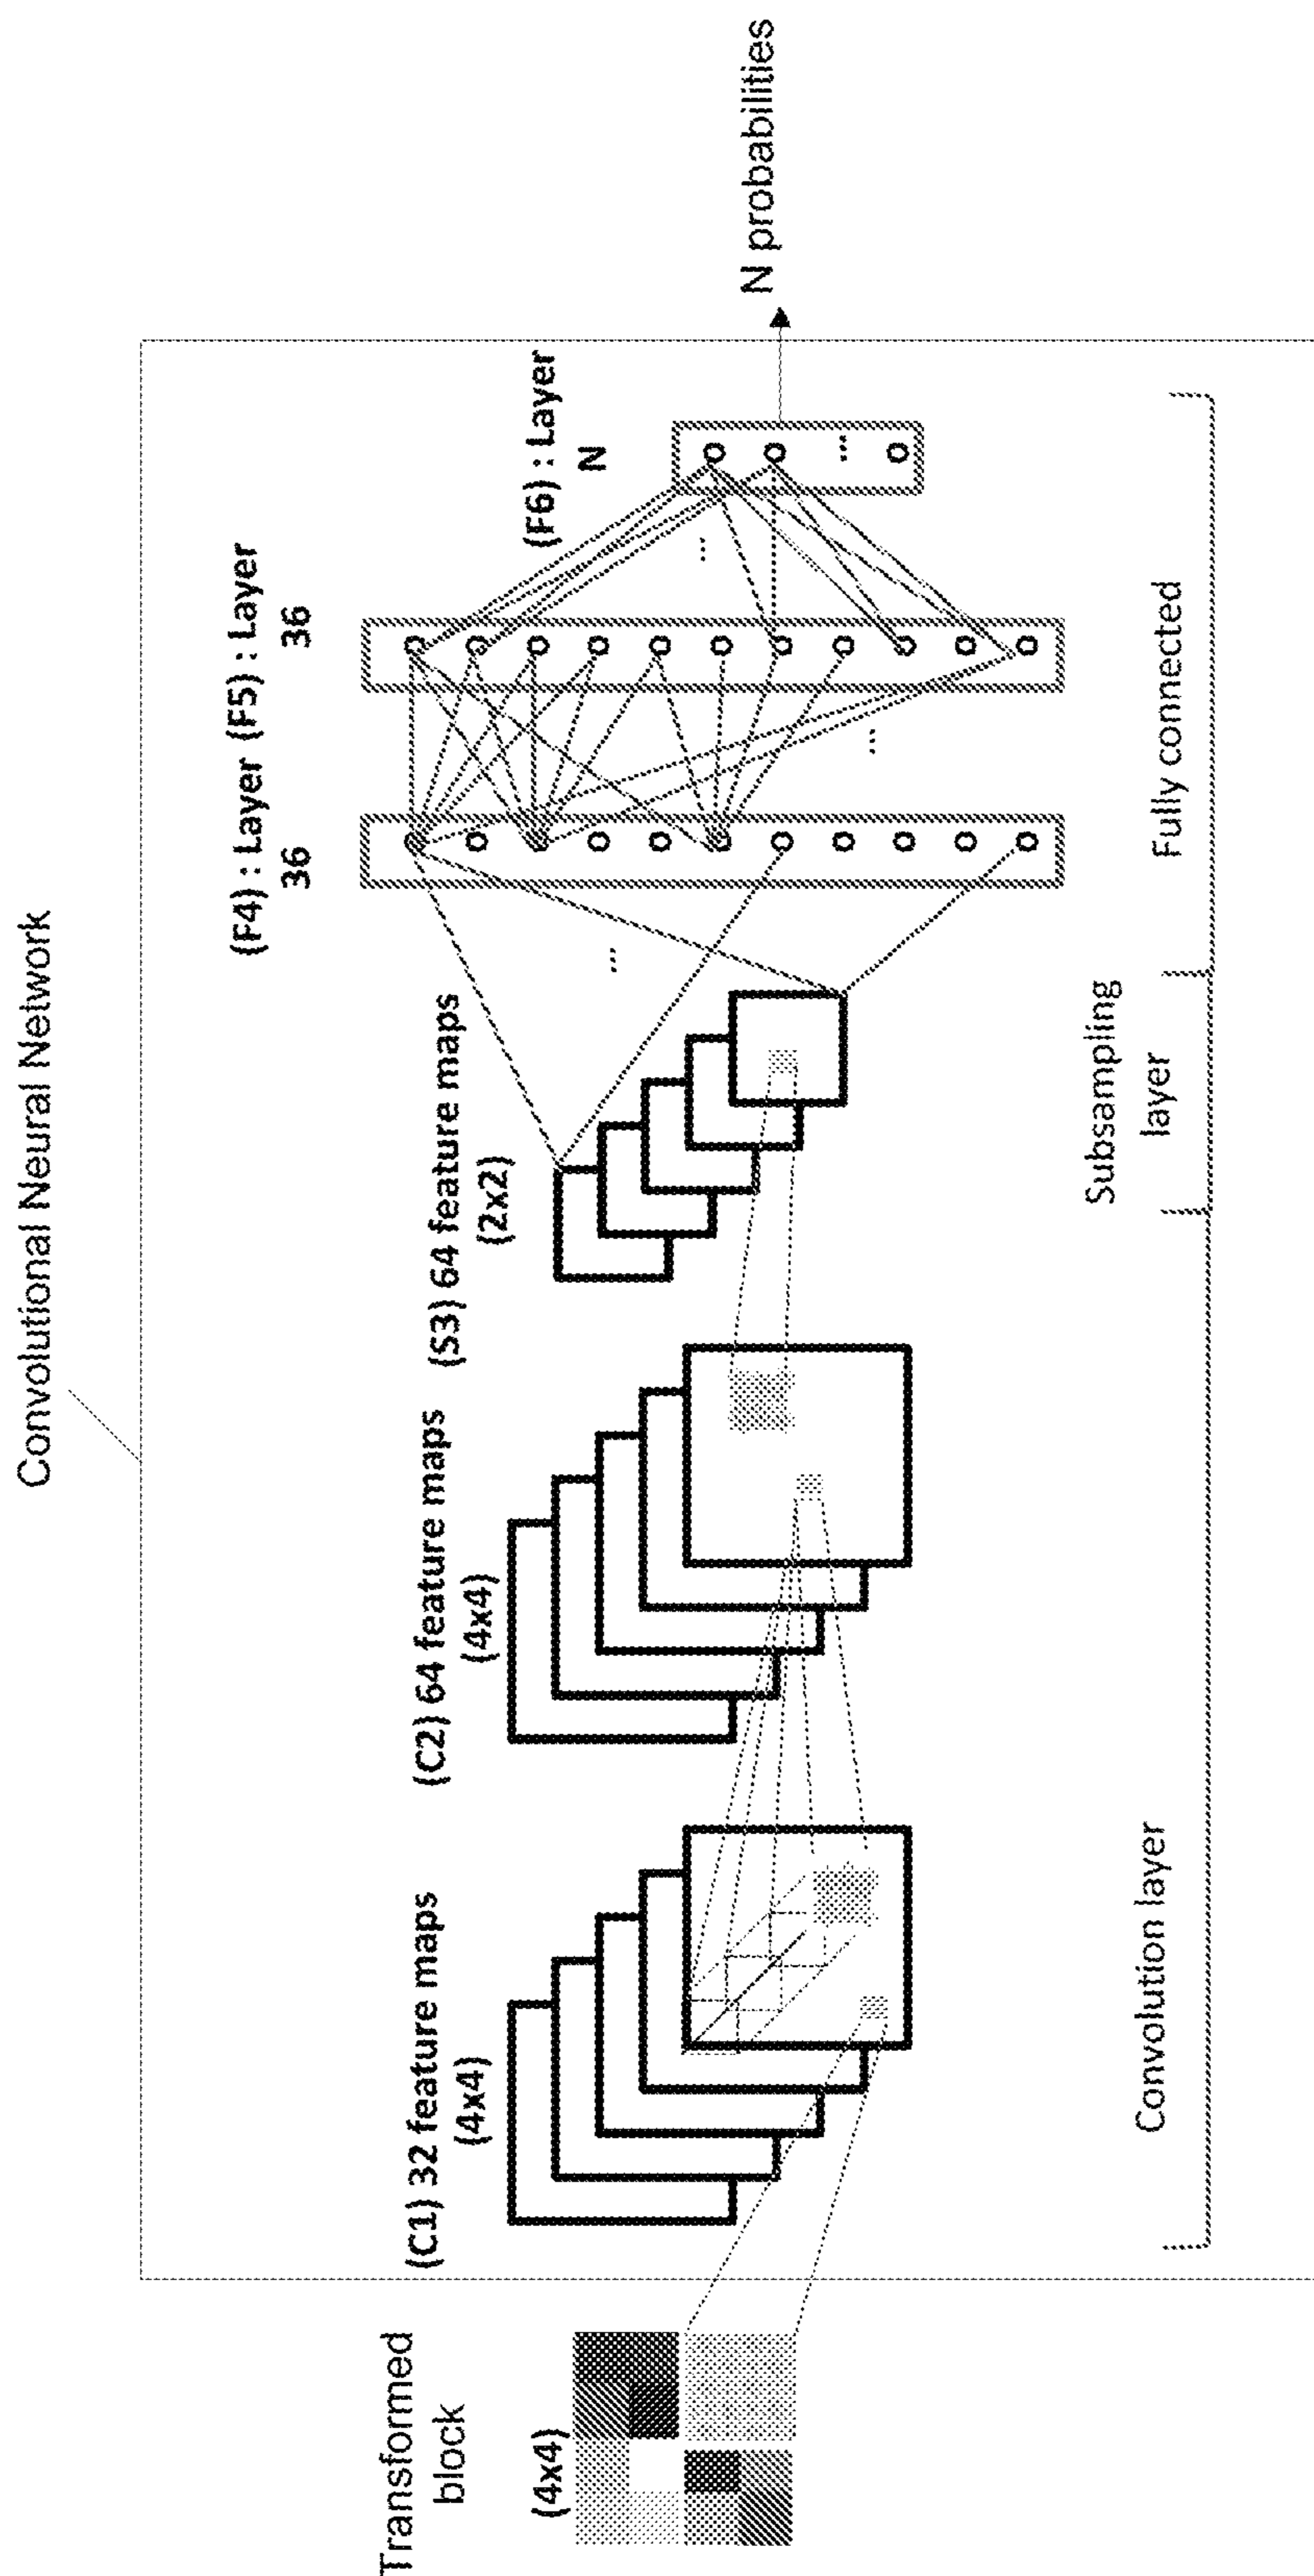 Convolutional Neural Network
Transformed
block
(4x4)
(C1) 32 feature maps
(4x4)
(C2) 64 feature maps
(4x4)
(S3) 64 feature maps
(2x2)
(F4) : Layer (F5) : Layer
36 36
(F6) : Layer
N
N probabilities
...
...
...
...
Convolution layer
Subsampling
layer
Fully connected